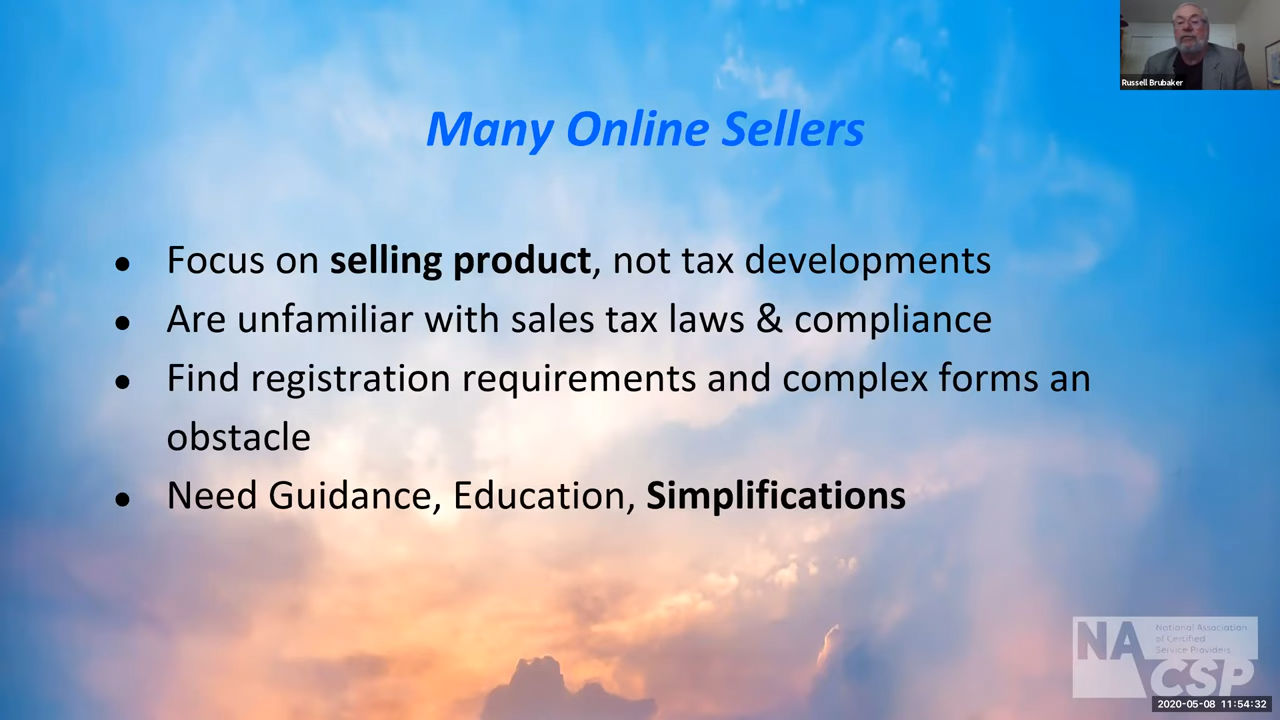 Russell Brubaker
Many Online Sellers
● Focus on selling product, not tax developments
● Are unfamiliar with sales tax laws & compliance
● Find registration requirements and complex forms an
obstacle
● Need Guidance, Education, Simplifications
NA
National Association
of Certified
Service Providers
CSP
2020-05-08 11:54:32